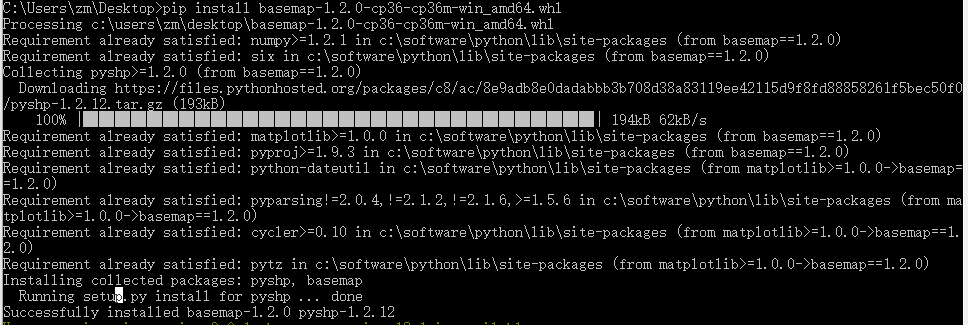 C:\Users\zm\Desktop>pip install basemap-1.2.0-cp36-cp36m-win_amd64.whl
Processing c:\users\zm\desktop\basemap-1.2.0-cp36-cp36m-win_amd64.whl
Requirement already satisfied: numpy>=1.2.1 in c:\software\python\lib\site-packages (from basemap==1.2.0)
Requirement already satisfied: six in c:\software\python\lib\site-packages (from basemap==1.2.0)
Collecting pyshp>=1.2.0 (from basemap==1.2.0)
Downloading https://files.pythonhosted.org/packages/c8/ac/8e9adb8e0dadabbb3b708d38a83119ee42115d9f8fd88858261f5bec50f0
/pyshp-1.2.12.tar.gz (193kB)
100% | | 194kB 62kB/s
Requirement already satisfied: matplotlib>=1.0.0 in c:\software\python\lib\site-packages (from basemap==1.2.0)
Requirement already satisfied: pyproj>=1.9.3 in c:\software\python\lib\site-packages (from basemap==1.2.0)
Requirement already satisfied: python-dateutil in c:\software\python\lib\site-packages (from matplotlib>=1.0.0->basemap=
=1.2.0)
Requirement already satisfied: pyparsing!=2.0.4,!=2.1.2,!=2.1.6,>=1.5.6 in c:\software\python\lib\site-packages (from ma
tplotlib>=1.0.0->basemap==1.2.0)
Requirement already satisfied: cycler>=0.10 in c:\software\python\lib\site-packages (from matplotlib>=1.0.0->basemap==1.
2.0)
Requirement already satisfied: pytz in c:\software\python\lib\site-packages (from matplotlib>=1.0.0->basemap==1.2.0)
Installing collected packages: pyshp, basemap
Running setup.py install for pyshp ... done
Successfully installed basemap-1.2.0 pyshp-1.2.12